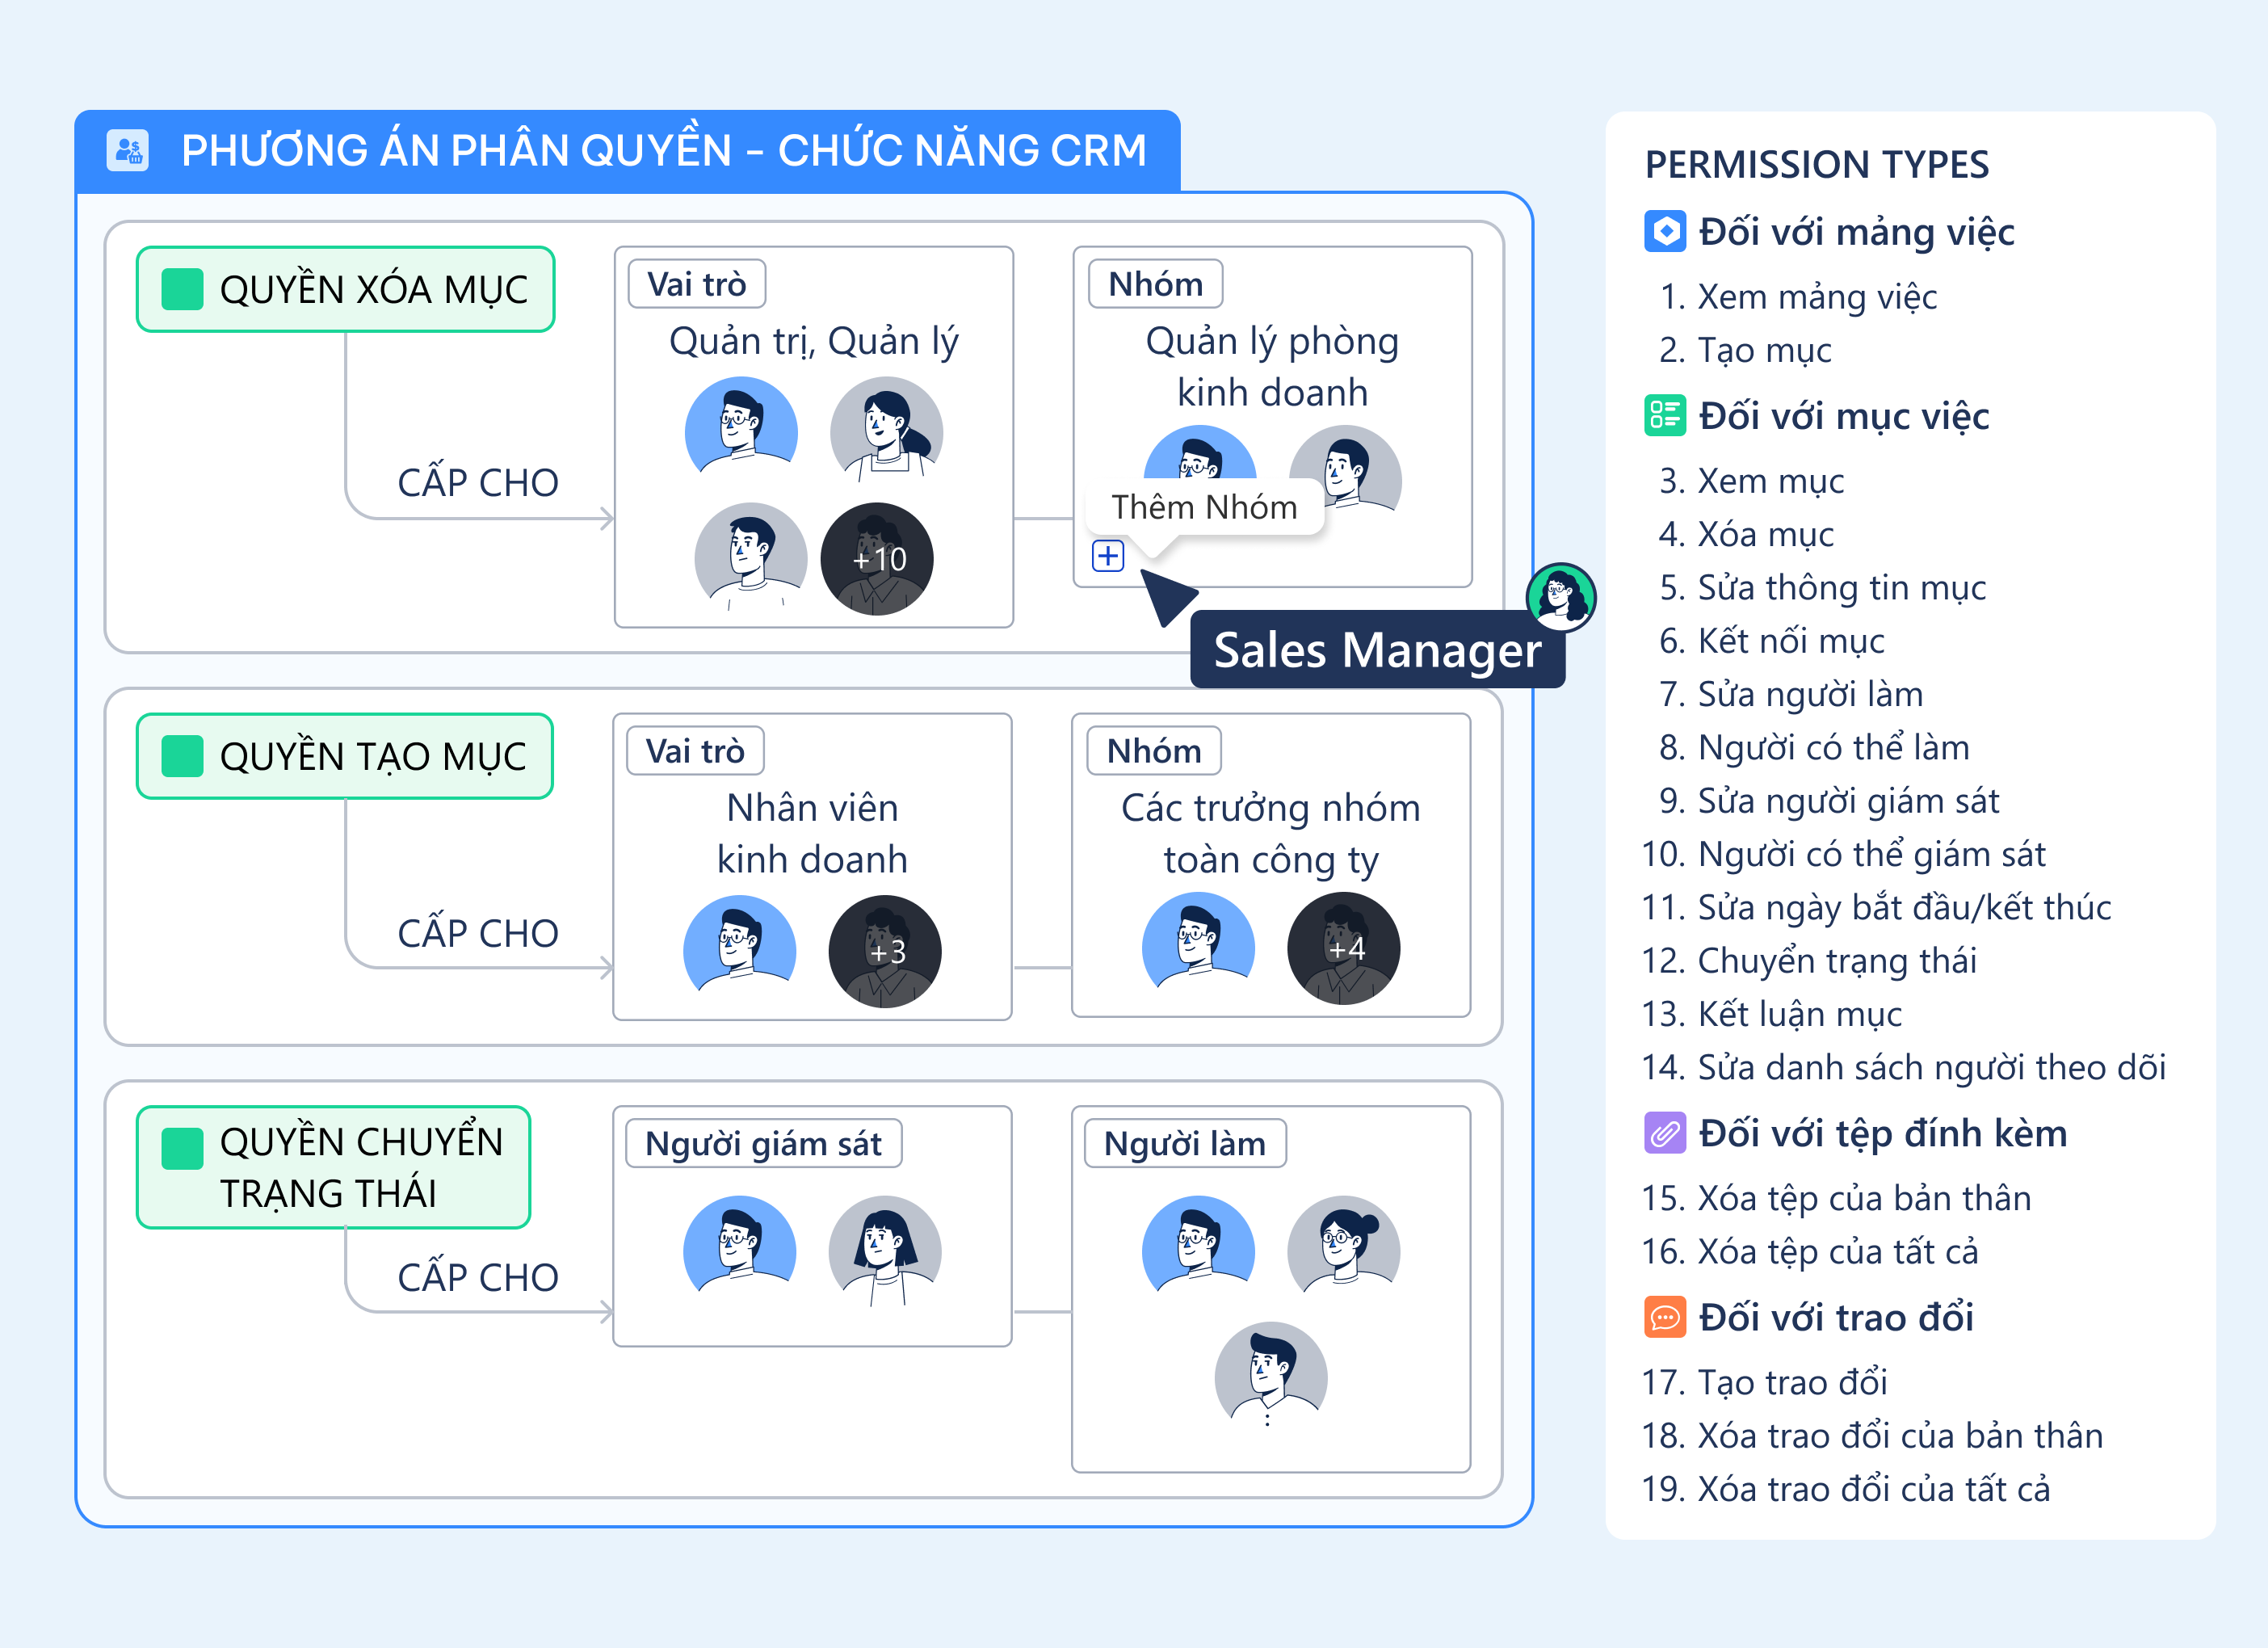 PHƯƠNG ÁN PHÂN QUYỀN - CHỨC NĂNG CRM
QUYỀN XÓA MỤC
CẤP CHO
Vai trò
Quản trị, Quản lý
+10
Nhóm
Quản lý phòng
kinh doanh
Thêm Nhóm
Sales Manager
QUYỀN TẠO MỤC
CẤP CHO
Vai trò
Nhân viên
kinh doanh
+3
Nhóm
Các trưởng nhóm
toàn công ty
+4
QUYỀN CHUYỂN
TRẠNG THÁI
CẤP CHO
Người giám sát
Người làm
PERMISSION TYPES
Đối với mảng việc
1. Xem mảng việc
2. Tạo mục
Đối với mục việc
3. Xem mục
4. Xóa mục
5. Sửa thông tin mục
6. Kết nối mục
7. Sửa người làm
8. Người có thể làm
9. Sửa người giám sát
10. Người có thể giám sát
11. Sửa ngày bắt đầu/kết thúc
12. Chuyển trạng thái
13. Kết luận mục
14. Sửa danh sách người theo dõi
Đối với tệp đính kèm
15. Xóa tệp của bản thân
16. Xóa tệp của tất cả
Đối với trao đổi
17. Tạo trao đổi
18. Xóa trao đổi của bản thân
19. Xóa trao đổi của tất cả